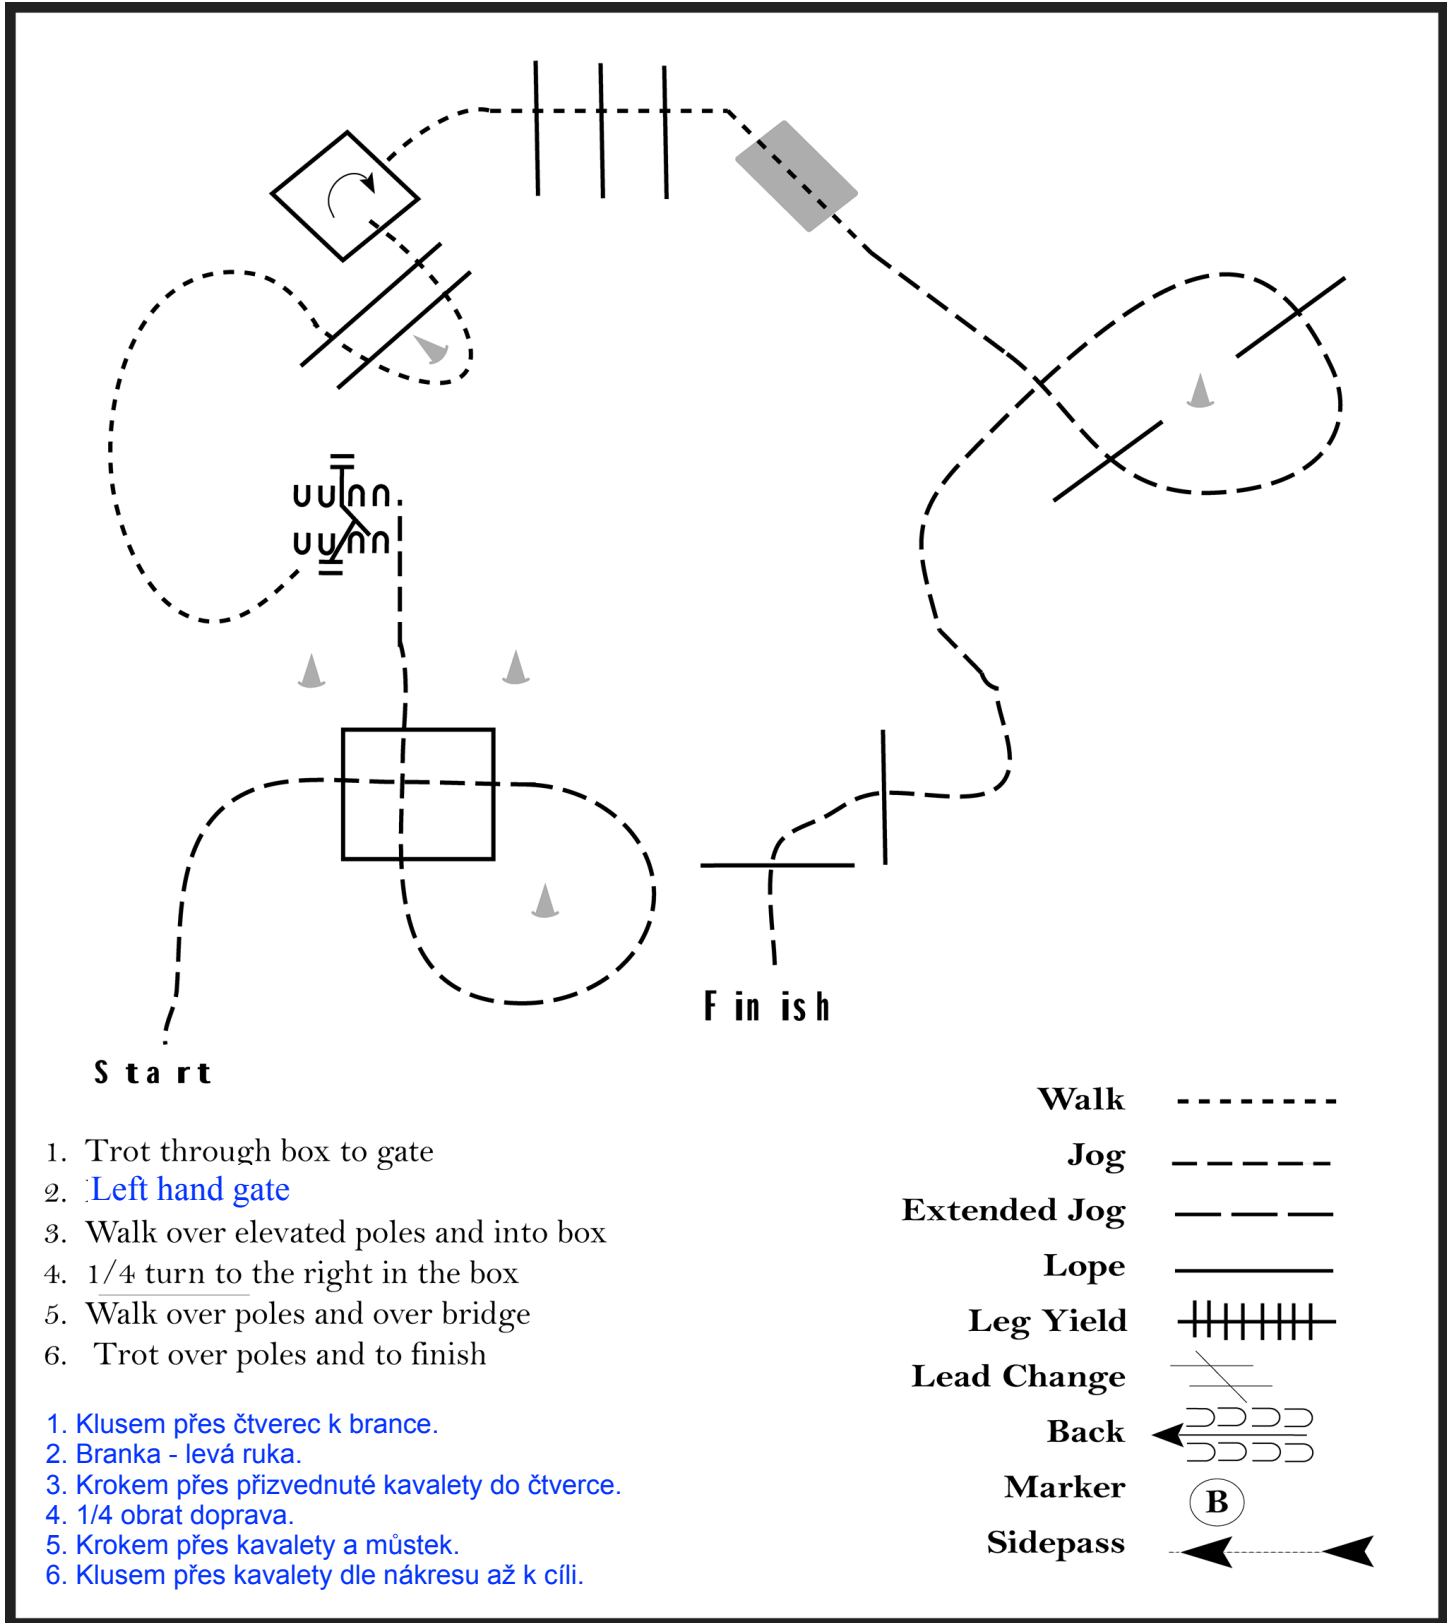 Finish
Start
1. Trot through box to gate
2. Left hand gate
3. Walk over elevated poles and into box
4. 1/4 turn to the right in the box
5. Walk over poles and over bridge
6. Trot over poles and to finish
1. Klusem přes čtverec k brance.
2. Branka - levá ruka.
3. Krokem přes přizvednuté kavalety do čtverce.
4. 1/4 obrat doprava.
5. Krokem přes kavalety a můstek.
6. Klusem přes kavalety dle nákresu až k cíli.
Walk
Jog
Extended Jog
Lope
Leg Yield
Lead Change
Back
Marker B
Sidepass